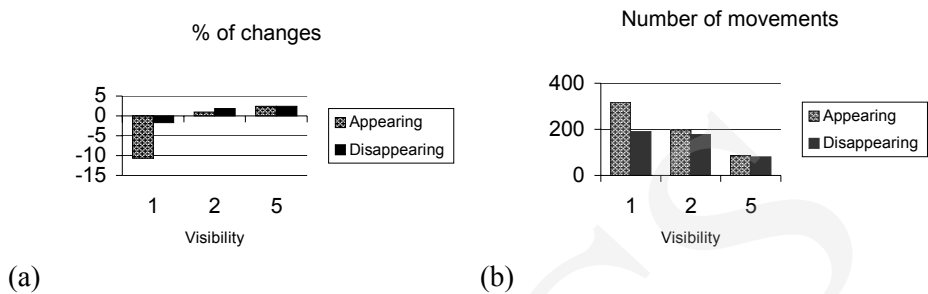 % of changes
5
0
-5
-10
-15
1 2 5
Visibility
Appearing
Disappearing
(a)
Number of movements
400
200
0
1 2 5
Visibility
Appearing
Disappearing
(b)